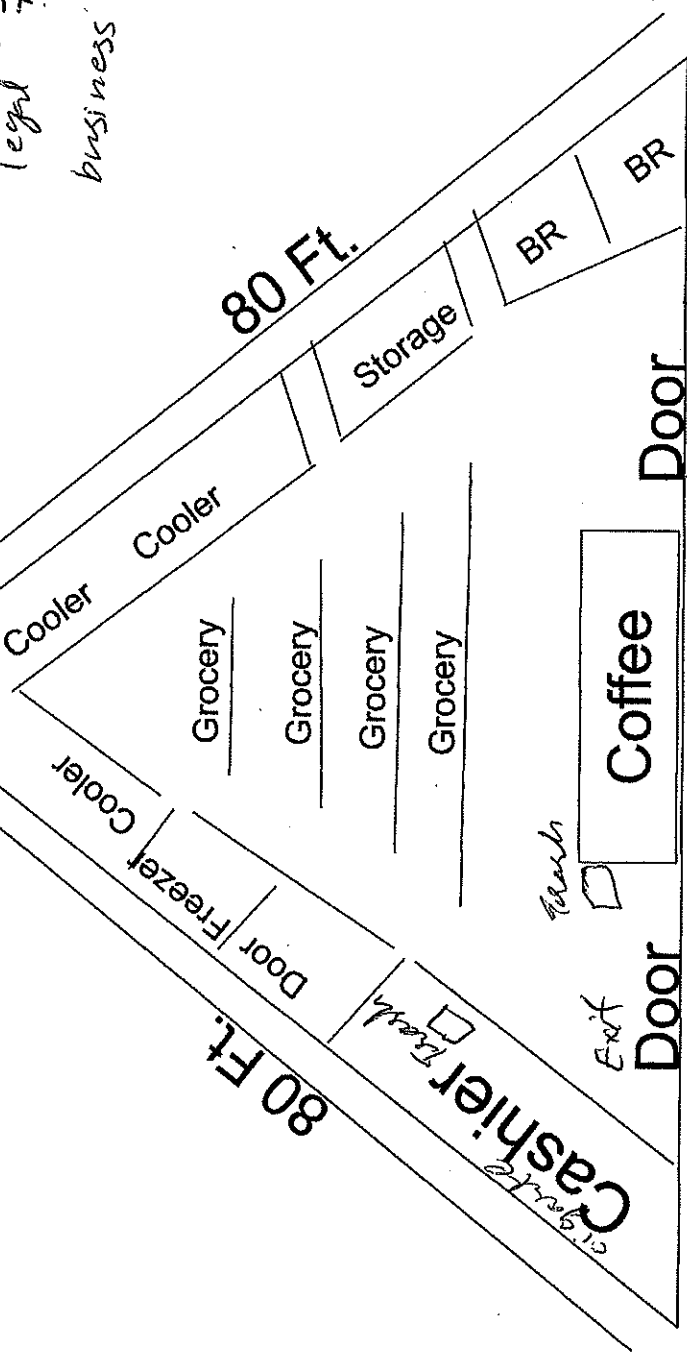 legal
business
80 Ft.
Cooler
Cooler
Storage
BR
BR
Cooler
Freezer
Door
80 Ft.
Grocery
Grocery
Grocery
Grocery
Trash
Cashier
Trash
Exit
Door
Coffee
Door